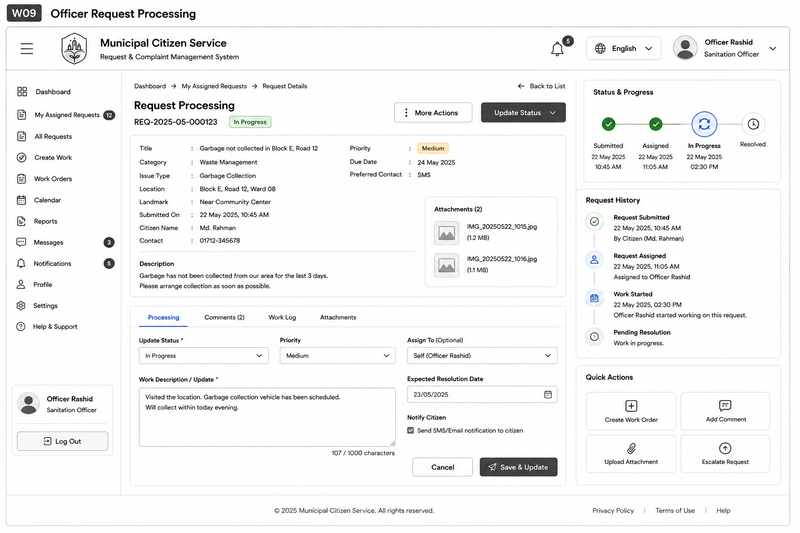 W09 Officer Request Processing
Municipal Citizen Service
Request & Complaint Management System
5
English
Officer Rashid
Sanitation Officer
Dashboard
My Assigned Requests 12
All Requests
Create Work
Work Orders
Calendar
Reports
Messages 3
Notifications 5
Profile
Settings
Help & Support
Officer Rashid
Sanitation Officer
Log Out
Dashboard → My Assigned Requests → Request Details
← Back to List
Request Processing
REQ-2025-05-000123 In Progress
More Actions
Update Status
Title : Garbage not collected in Block E, Road 12
Category : Waste Management
Issue Type : Garbage Collection
Location : Block E, Road 12, Ward 08
Landmark : Near Community Center
Submitted On : 22 May 2025, 10:45 AM
Citizen Name : Md. Rahman
Contact : 01712-345678
Priority : Medium
Due Date : 24 May 2025
Preferred Contact : SMS
Attachments (2)
IMG_20250522_1015.jpg
(1.2 MB)
IMG_20250522_1016.jpg
(1.1 MB)
Description
Garbage has not been collected from our area for the last 3 days.
Please arrange collection as soon as possible.
Processing Comments (2) Work Log Attachments
Update Status *
In Progress
Priority
Medium
Assign To (Optional)
Self (Officer Rashid)
Work Description / Update *
Visited the location. Garbage collection vehicle has been scheduled.
Will collect within today evening.
107 / 1000 characters
Expected Resolution Date
23/05/2025
Notify Citizen
Send SMS/Email notification to citizen
Cancel
Save & Update
Status & Progress
Submitted
22 May 2025
10:45 AM
Assigned
22 May 2025
11:05 AM
In Progress
22 May 2025
02:30 PM
Resolved
Request History
Request Submitted
22 May 2025, 10:45 AM
By Citizen (Md. Rahman)
Request Assigned
22 May 2025, 11:05 AM
Assigned to Officer Rashid
Work Started
22 May 2025, 02:30 PM
Officer Rashid started working on this request.
Pending Resolution
Work in progress.
Quick Actions
Create Work Order
Add Comment
Upload Attachment
Escalate Request
© 2025 Municipal Citizen Service. All rights reserved.
Privacy Policy | Terms of Use | Help